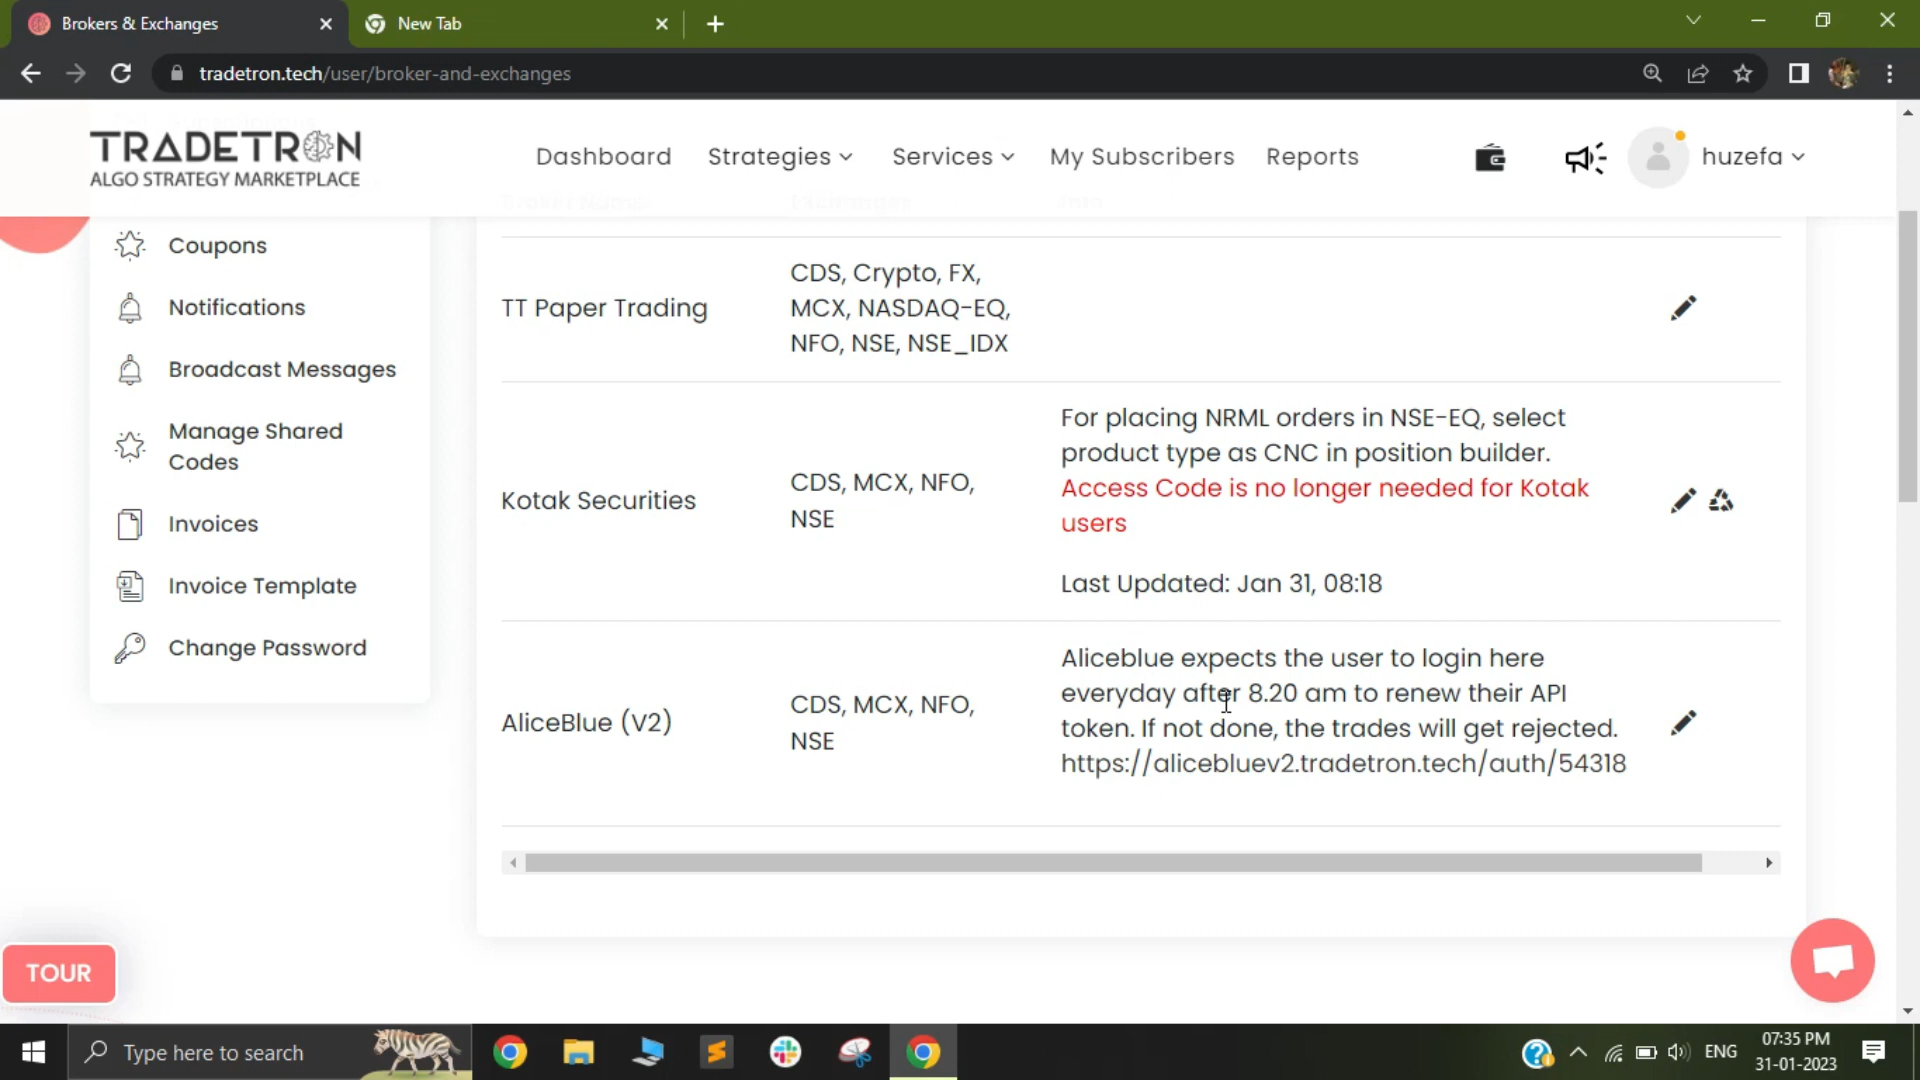 Brokers & Exchanges
New Tab
tradetron.tech/user/broker-and-exchanges
TRADETRON
ALGO STRATEGY MARKETPLACE
Dashboard
Strategies
Services
My Subscribers
Reports
huzefa
Coupons
Notifications
Broadcast Messages
Manage Shared
Codes
Invoices
Invoice Template
Change Password
TT Paper Trading
CDS, Crypto, FX,
MCX, NASDAQ-EQ,
NFO, NSE, NSE_IDX
Kotak Securities
CDS, MCX, NFO,
NSE
For placing NRML orders in NSE-EQ, select
product type as CNC in position builder.
Access Code is no longer needed for Kotak
users
Last Updated: Jan 31, 08:18
AliceBlue (V2)
CDS, MCX, NFO,
NSE
Aliceblue expects the user to login here
everyday after 8.20 am to renew their API
token. If not done, the trades will get rejected.
https://alicebluev2.tradetron.tech/auth/54318
TOUR
Type here to search
ENG
07:35 PM
31-01-2023